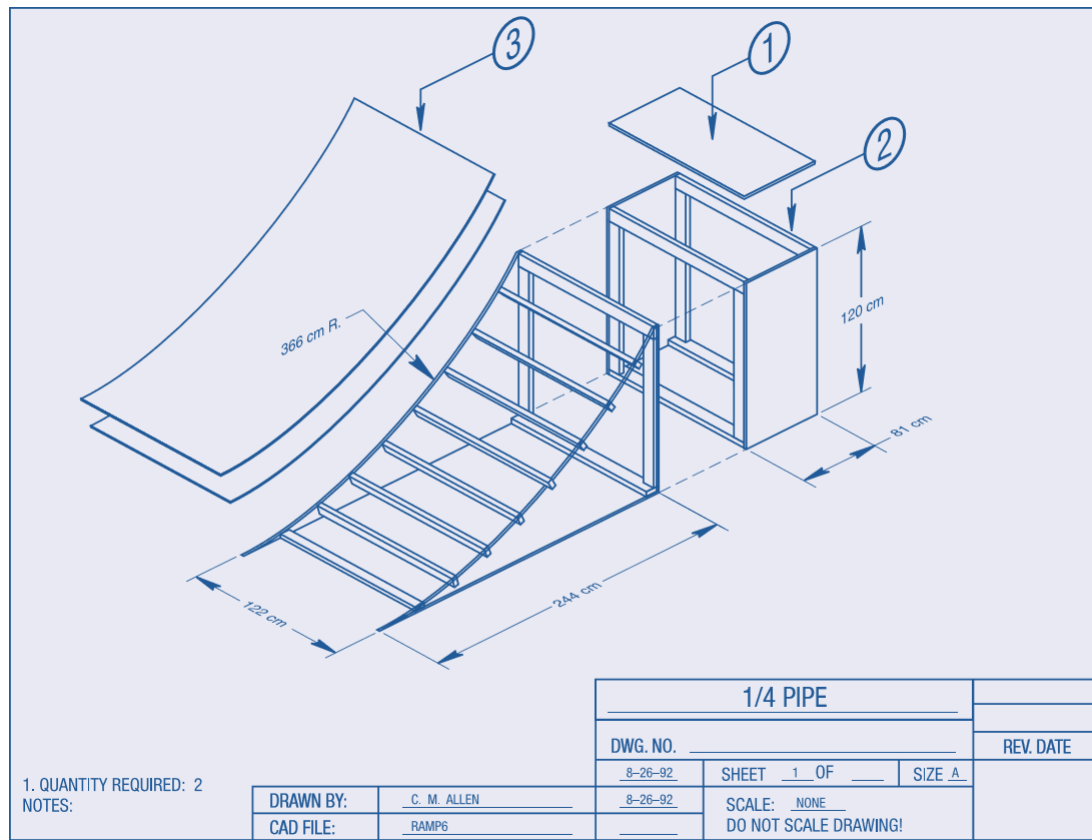 3
1
2
366 cm R.
120 cm
81 cm
244 cm
122 cm
1/4 PIPE
DWG. NO.
REV. DATE
8-26-92
SHEET 1 OF
SIZE A
1. QUANTITY REQUIRED: 2
NOTES:
DRAWN BY:
C. M. ALLEN
8-26-92
SCALE: NONE
CAD FILE:
RAMP6
DO NOT SCALE DRAWING!